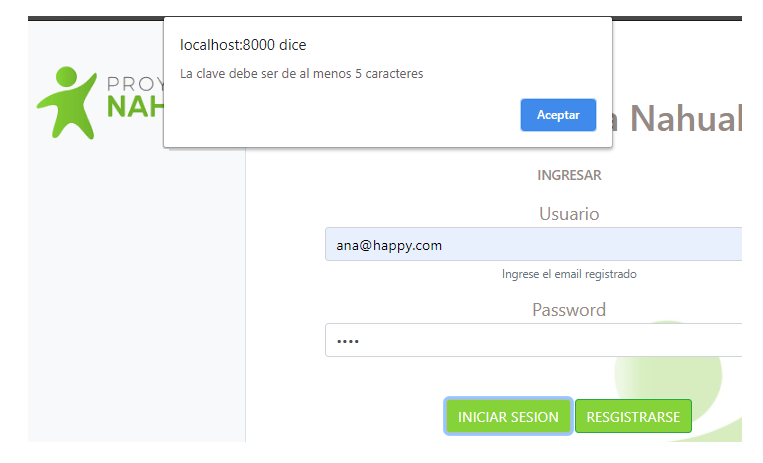 localhost:8000 dice
La clave debe ser de al menos 5 caracteres
Aceptar
PROY
NAH
a Nahual
INGRESAR
Usuario
ana@happy.com
Ingrese el email registrado
Password
••••
INICIAR SESION
RESGISTRARSE